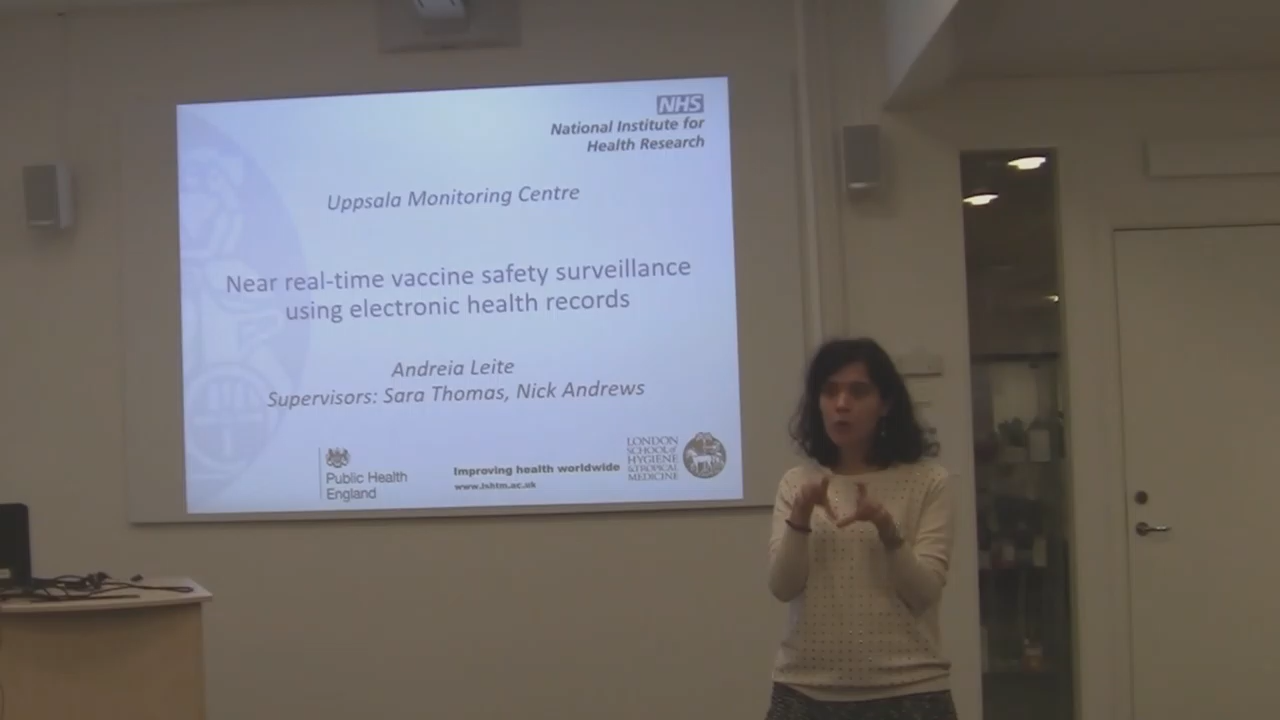 NHS
National Institute for
Health Research
Uppsala Monitoring Centre
Near real-time vaccine safety surveillance
using electronic health records
Andreia Leite
Supervisors: Sara Thomas, Nick Andrews
Public Health
England
Improving health worldwide
www.lshtm.ac.uk
LONDON
SCHOOL of
HYGIENE
& TROPICAL
MEDICINE